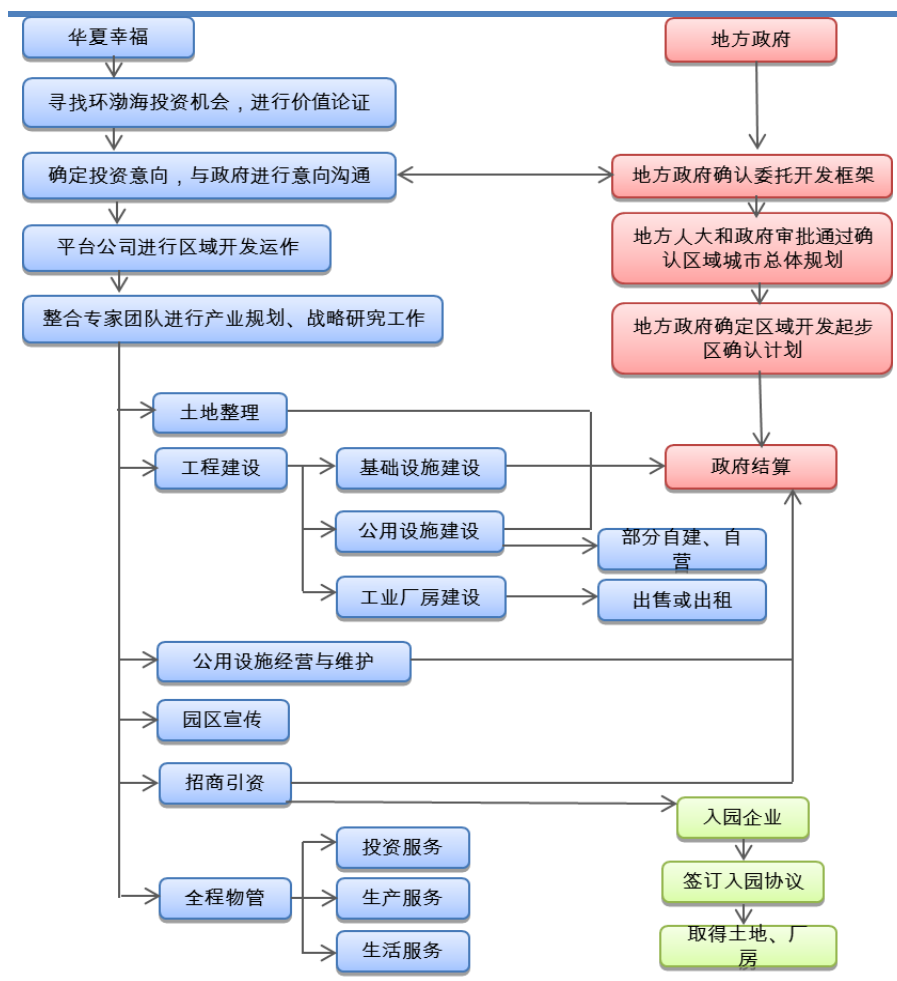 华夏幸福
地方政府
寻找环渤海投资机会，进行价值论证
确定投资意向，与政府进行意向沟通
地方政府确认委托开发框架
平台公司进行区域开发运作
地方人大和政府审批通过确
认区域城市总体规划
整合专家团队进行产业规划、战略研究工作
地方政府确定区域开发起步
区确认计划
土地整理
工程建设
基础设施建设
政府结算
公用设施建设
部分自建、自
营
工业厂房建设
出售或出租
公用设施经营与维护
园区宣传
招商引资
入园企业
投资服务
全程物管
生产服务
签订入园协议
生活服务
取得土地、厂
房